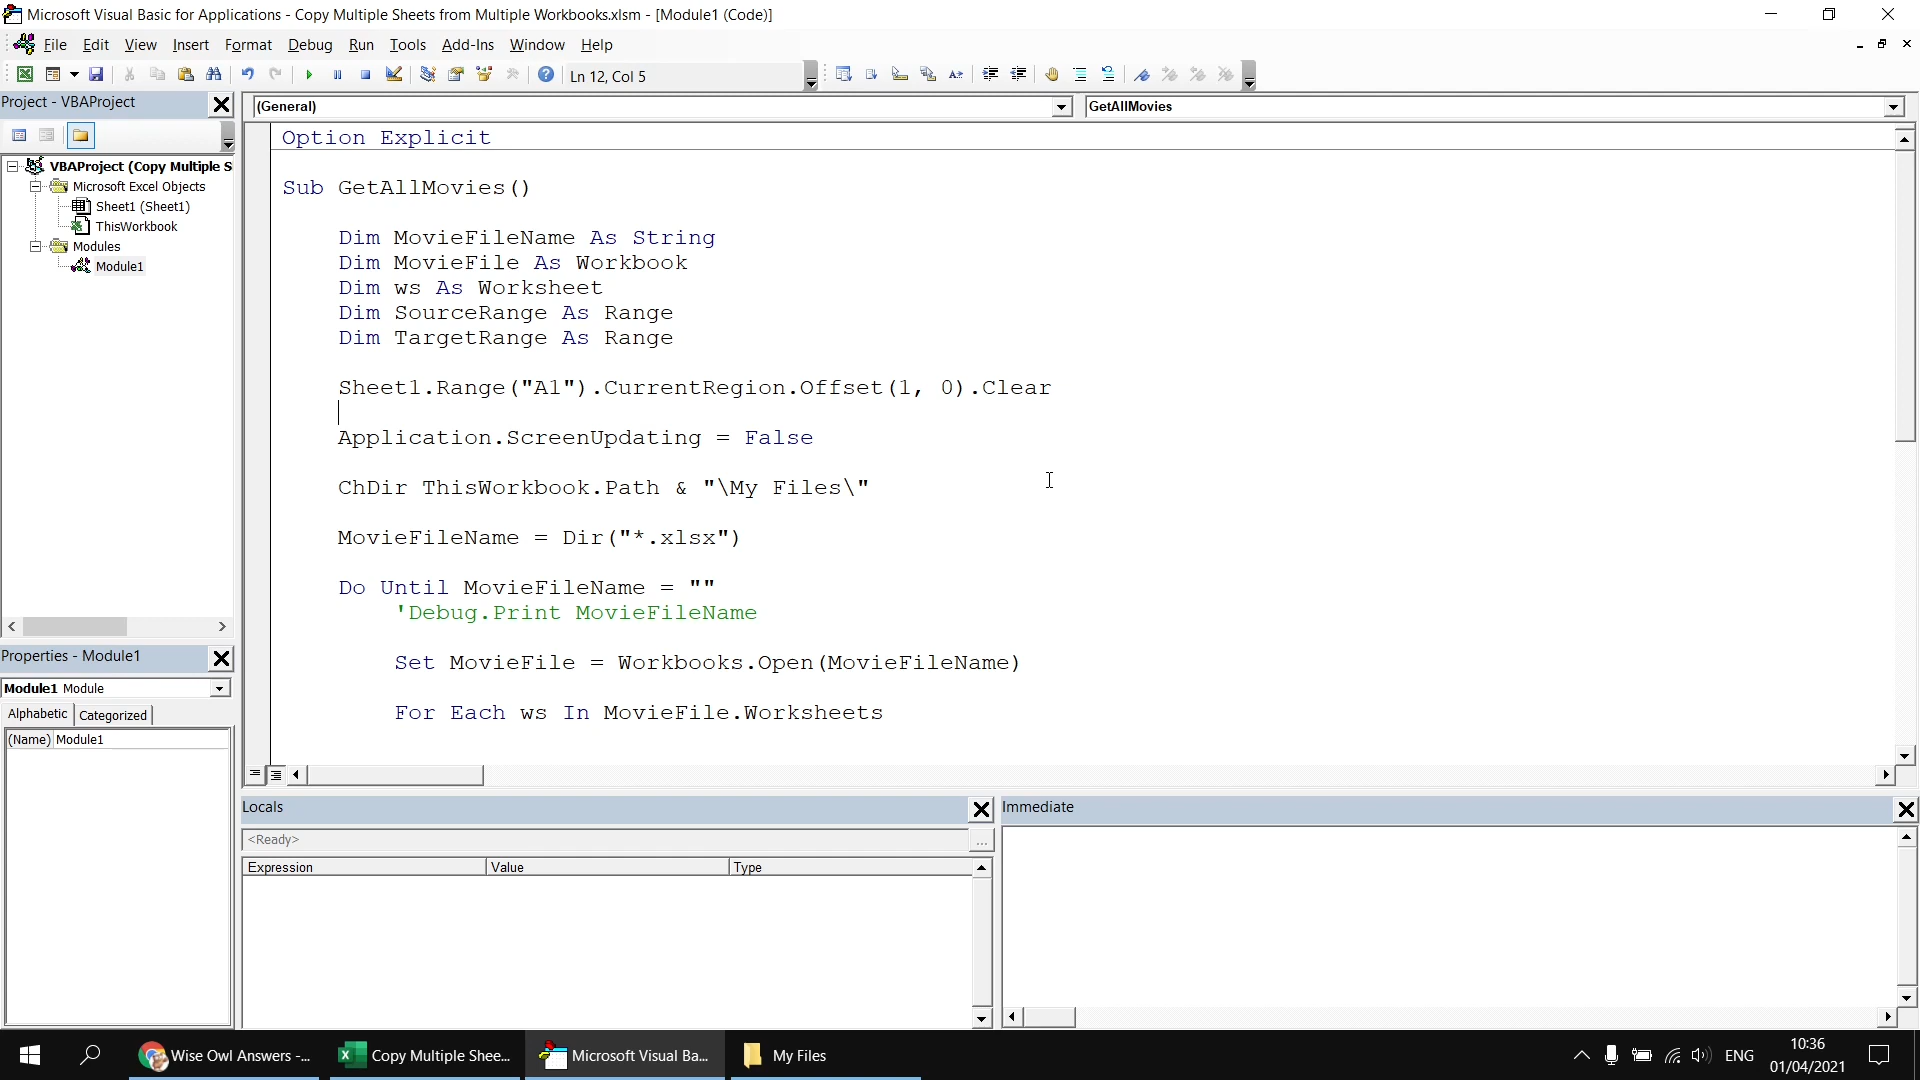 Microsoft Visual Basic for Applications - Copy Multiple Sheets from Multiple Workbooks.xlsm - [Module1 (Code)]
File Edit View Insert Format Debug Run Tools Add-Ins Window Help
Ln 12, Col 5
Project - VBAProject
(General)
GetAllMovies
VBAProject (Copy Multiple S
Microsoft Excel Objects
Sheet1 (Sheet1)
ThisWorkbook
Modules
Module1
Option Explicit
Sub GetAllMovies()
Dim MovieFileName As String
Dim MovieFile As Workbook
Dim ws As Worksheet
Dim SourceRange As Range
Dim TargetRange As Range
Sheet1.Range("A1").CurrentRegion.Offset(1, 0).Clear
Application.ScreenUpdating = False
ChDir ThisWorkbook.Path & "\My Files\"
MovieFileName = Dir("*.xlsx")
Do Until MovieFileName = ""
'Debug.Print MovieFileName
Set MovieFile = Workbooks.Open(MovieFileName)
For Each ws In MovieFile.Worksheets
Properties - Module1
Module1 Module
Alphabetic Categorized
(Name) Module1
Locals
<Ready>
...
Expression Value Type
Immediate
Wise Owl Answers -...
Copy Multiple Shee...
Microsoft Visual Ba...
My Files
ENG
10:36
01/04/2021